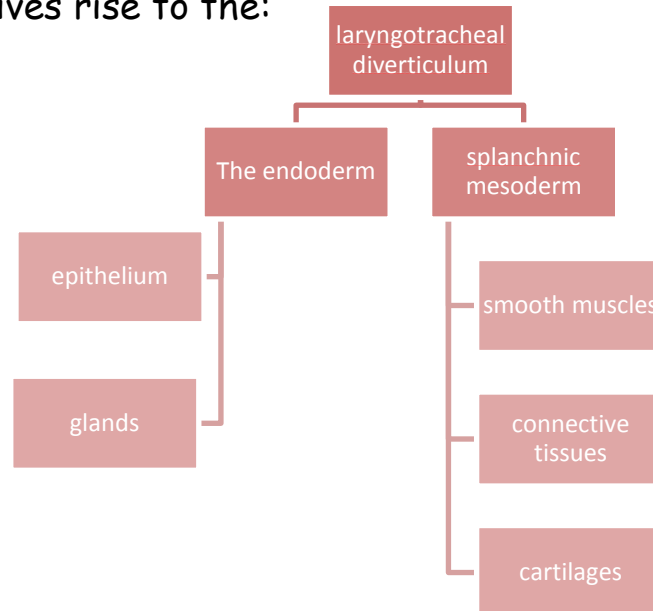 ives rise to the:
laryngotracheal
diverticulum
The endoderm
splanchnic
mesoderm
epithelium
smooth muscles
glands
connective
tissues
cartilages